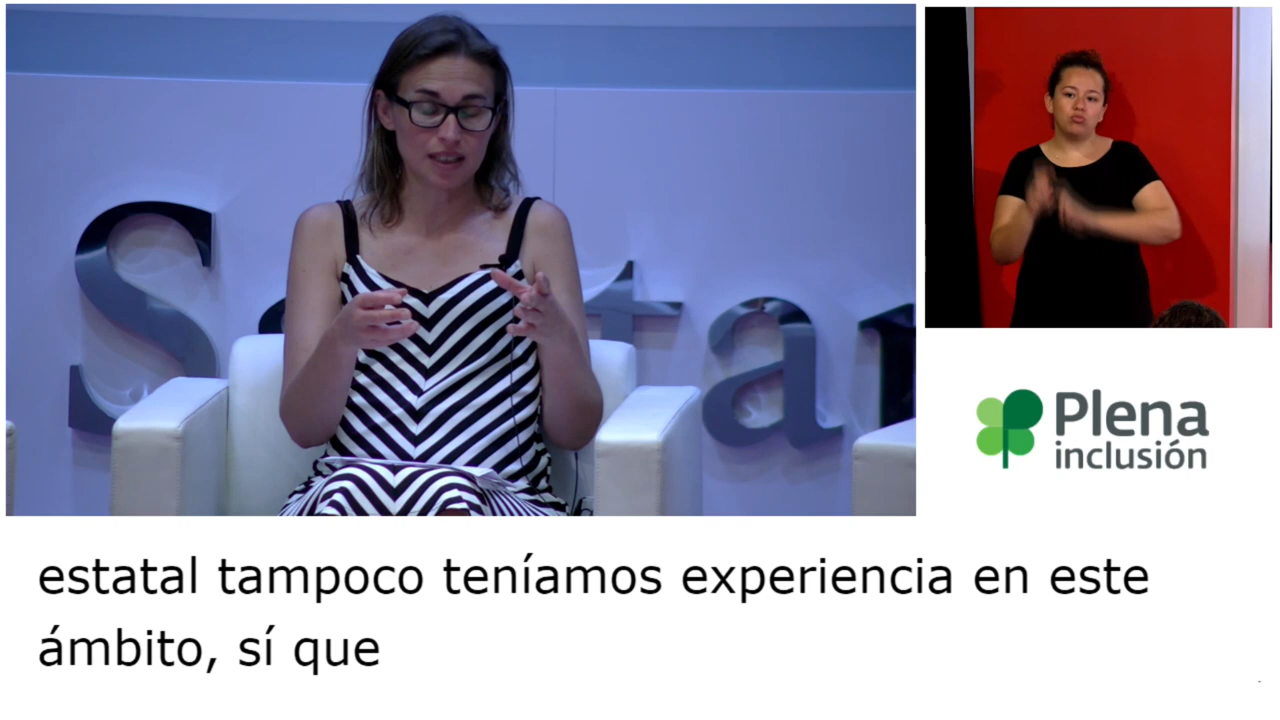 Plena
inclusión
estatal tampoco teníamos experiencia en este
ámbito, sí que